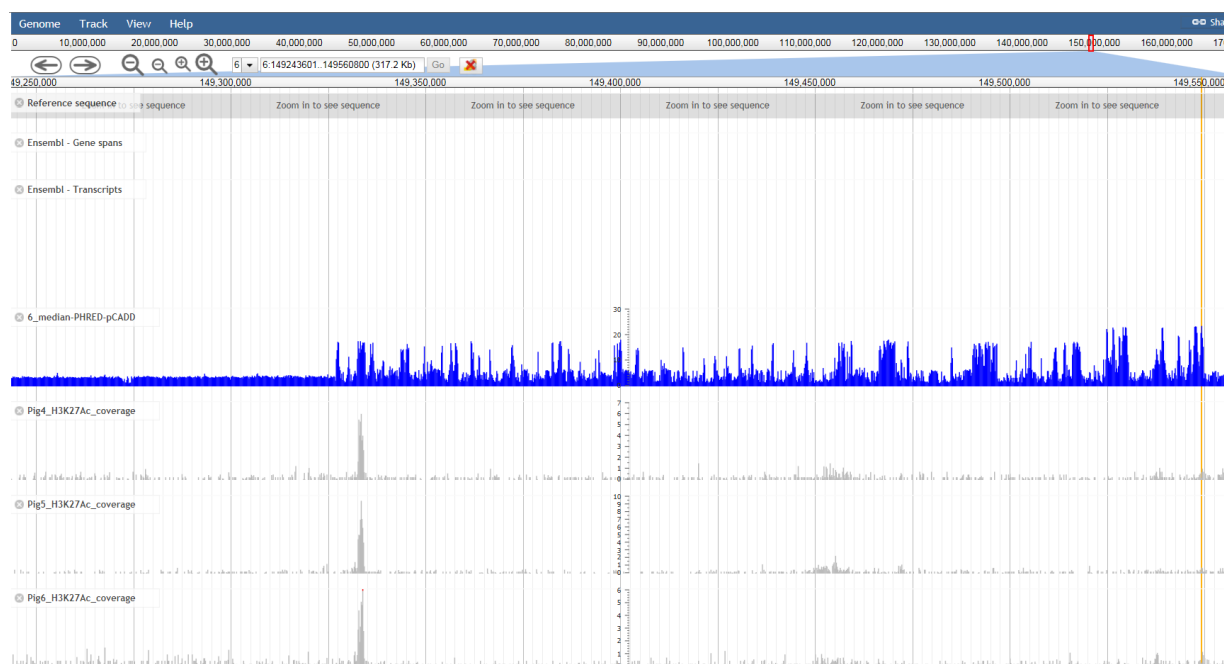 Genome Track View Help Sha
0 10,000,000 20,000,000 30,000,000 40,000,000 50,000,000 60,000,000 70,000,000 80,000,000 90,000,000 100,000,000 110,000,000 120,000,000 130,000,000 140,000,000 150,000,000 160,000,000 17
6 6:149243601..149560800 (317.2 Kb) Go
49,250,000 149,300,000 149,350,000 149,400,000 149,450,000 149,500,000 149,550,000
Reference sequence to see sequence Zoom in to see sequence Zoom in to see sequence Zoom in to see sequence Zoom in to see sequence Zoom in to see sequence
Ensembl - Gene spans
Ensembl - Transcripts
30
6_median-PHRED-pCADD
20
7
Pig4_H3K27Ac_coverage
6
5
4
3
2
1
0
10
Pig5_H3K27Ac_coverage
9
8
7
6
5
4
3
2
1
0
6
Pig6_H3K27Ac_coverage
5
4
3
2
1